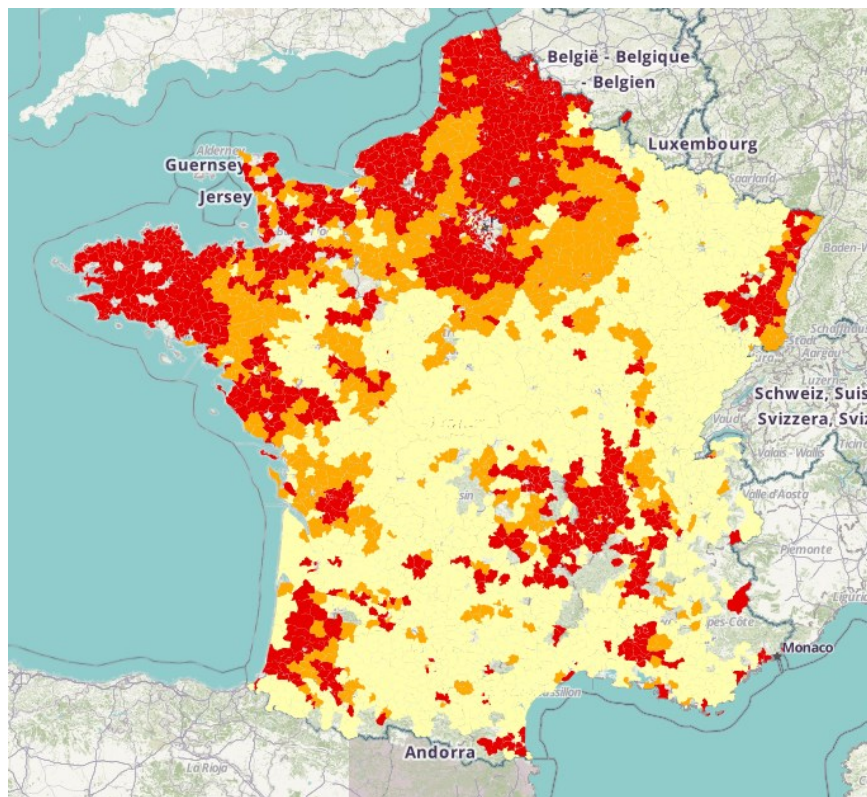 België - Belgique
- Belgien
Luxembourg
Alderney
Guernsey
Saarland
Jersey
Baden-W
Schaffhaus
Aargau
Luzern
Schweiz, Suis
Svizzera, Sviz
Vaud
Ticin
Valais - Wallis
Valle d'Aosta
Piemonte
Liguri
Monaco
Andorra
La Rioja